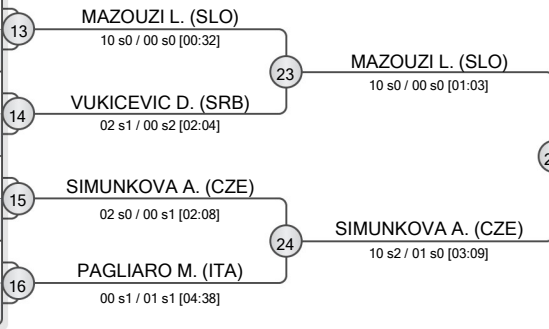 13
MAZOUZI L. (SLO)
10 s0 / 00 s0 [00:32]
23
MAZOUZI L. (SLO)
10 s0 / 00 s0 [01:03]
14
VUKICEVIC D. (SRB)
02 s1 / 00 s2 [02:04]
15
SIMUNKOVA A. (CZE)
02 s0 / 00 s1 [02:08]
24
SIMUNKOVA A. (CZE)
10 s2 / 01 s0 [03:09]
16
PAGLIARO M. (ITA)
00 s1 / 01 s1 [04:38]